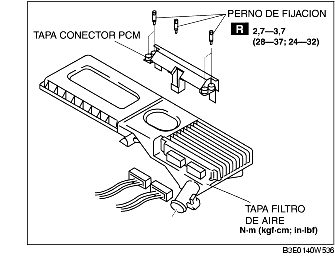 PERNO DE FIJACION
R 2,7—3,7
(28—37; 24—32)
TAPA CONECTOR PCM
TAPA FILTRO
DE AIRE
N·m (kgf·cm; in·lbf)
B3E0140W536